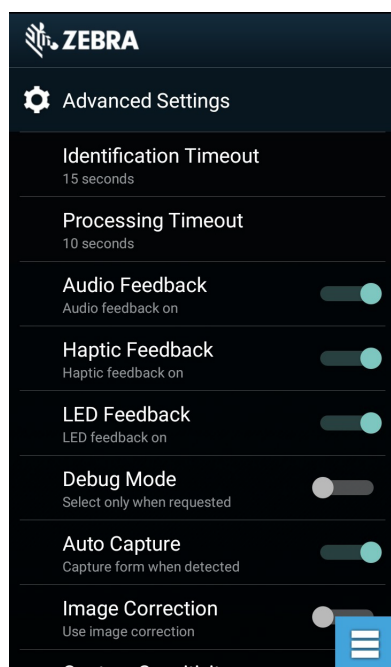 ZEBRA
Advanced Settings
Identification Timeout
15 seconds
Processing Timeout
10 seconds
Audio Feedback
Audio feedback on
Haptic Feedback
Haptic feedback on
LED Feedback
LED feedback on
Debug Mode
Select only when requested
Auto Capture
Capture form when detected
Image Correction
Use image correction